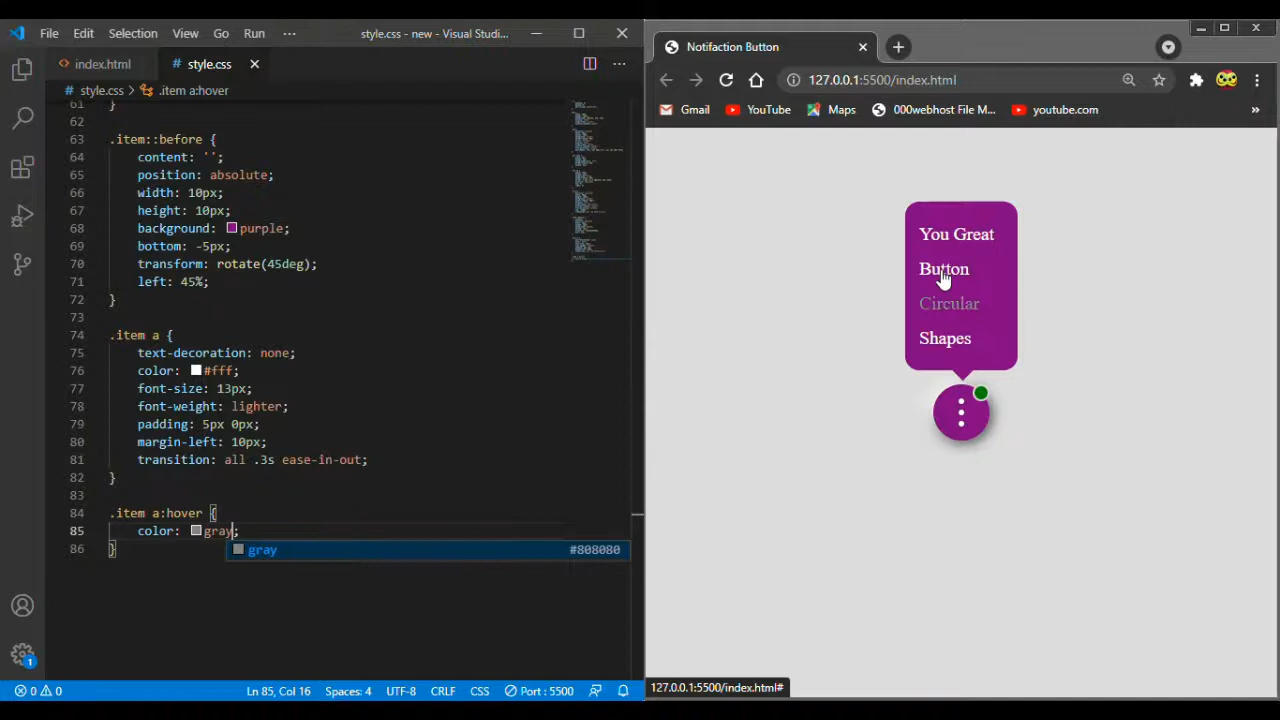 File Edit Selection View Go Run ··· style.css - new - Visual Studi...
index.html style.css
# style.css > .item a:hover
61 }
62
63 .item::before {
64 content: '';
65 position: absolute;
66 width: 10px;
67 height: 10px;
68 background: purple;
69 bottom: -5px;
70 transform: rotate(45deg);
71 left: 45%;
72 }
73
74 .item a {
75 text-decoration: none;
76 color: #fff;
77 font-size: 13px;
78 font-weight: lighter;
79 padding: 5px 0px;
80 margin-left: 10px;
81 transition: all .3s ease-in-out;
82 }
83
84 .item a:hover {
85 color: gray;
gray #808080
86 }
1
0 0 Ln 85, Col 16 Spaces: 4 UTF-8 CRLF CSS Port : 5500
Notifaction Button
127.0.0.1:5500/index.html
Gmail YouTube Maps 000webhost File M... youtube.com »
You Great
Button
Circular
Shapes
127.0.0.1:5500/index.html#